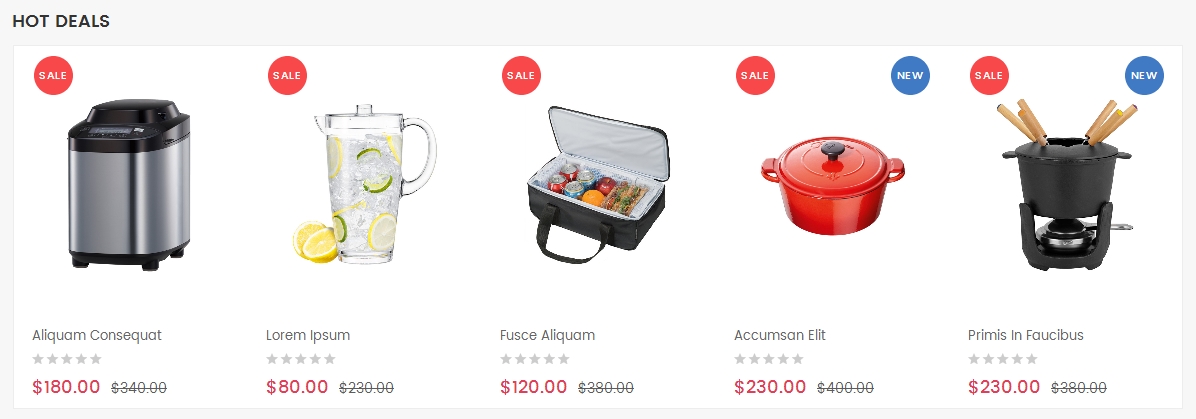 HOT DEALS
SALE
SALE
SALE
SALE
NEW
SALE
NEW
Aliquam Consequat
Lorem Ipsum
Fusce Aliquam
Accumsan Elit
Primis In Faucibus
$180.00 $340.00
$80.00 $230.00
$120.00 $380.00
$230.00 $400.00
$230.00 $380.00